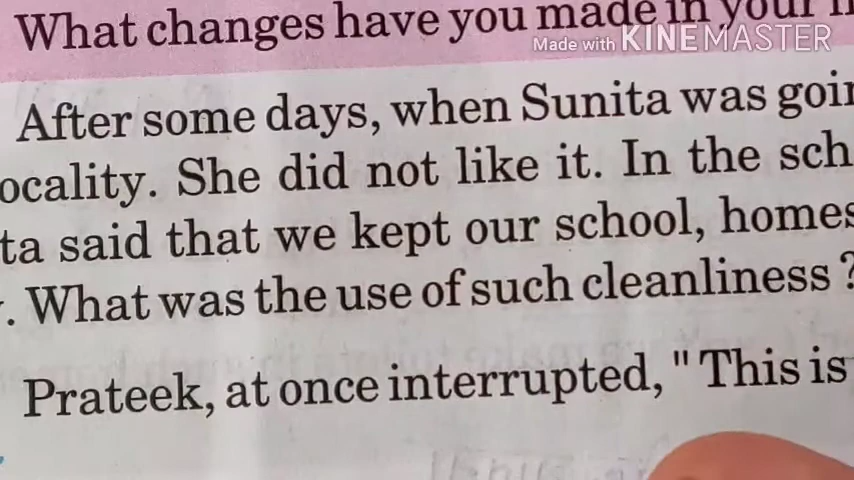 What changes have you made in your
Made with KINEMASTER
After some days, when Sunita was
ocality. She did not like it. In the sch
ta said that we kept our school, homes
. What was the use of such cleanliness ?
Prateek, at once interrupted, "This is